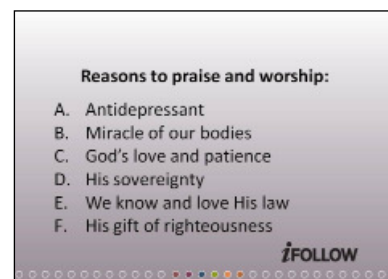 Reasons to praise and worship:
A. Antidepressant
B. Miracle of our bodies
C. God's love and patience
D. His sovereignty
E. We know and love His law
F. His gift of righteousness
iFOLLOW